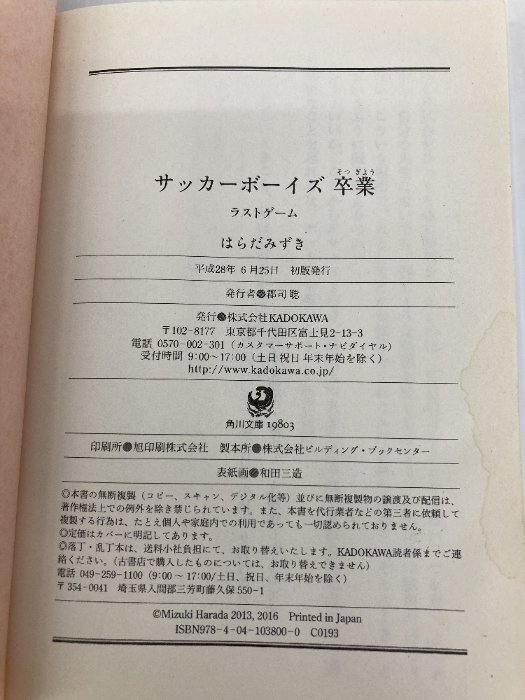 サッカーボーイズ 卒業
そつ ぎよう
ラストゲーム
はらだみずき
平成28年 6月25日 初版発行
発行者●郡司 聡
発行●株式会社KADOKAWA
〒102-8177 東京都千代田区富士見2-13-3
電話 0570-002-301（カスタマーサポート・ナビダイヤル）
受付時間 9:00～17:00（土日 祝日 年末年始を除く）
http://www.kadokawa.co.jp/
角川文庫 19803
印刷所●旭印刷株式会社 製本所●株式会社ビルディング・ブックセンター
表紙画●和田三造
◎本書の無断複製（コピー、スキャン、デジタル化等）並びに無断複製物の譲渡及び配信は、
著作権法上での例外を除き禁じられています。また、本書を代行業者などの第三者に依頼して
複製する行為は、たとえ個人や家庭内での利用であっても一切認められておりません。
◎定価はカバーに明記してあります。
◎落丁・乱丁本は、送料小社負担にて、お取り替えいたします。KADOKAWA読者係までご連
絡ください。（古書店で購入したものについては、お取り替えできません）
電話 049-259-1100（9:00～17:00/土日、祝日、年末年始を除く）
〒354-0041 埼玉県入間郡三芳町藤久保550-1
©Mizuki Harada 2013, 2016 Printed in Japan
ISBN978-4-04-103800-0 C0193